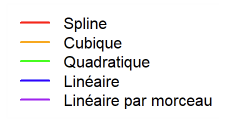 Spline
Cubique
Quadratique
Linéaire
Linéaire par morceau